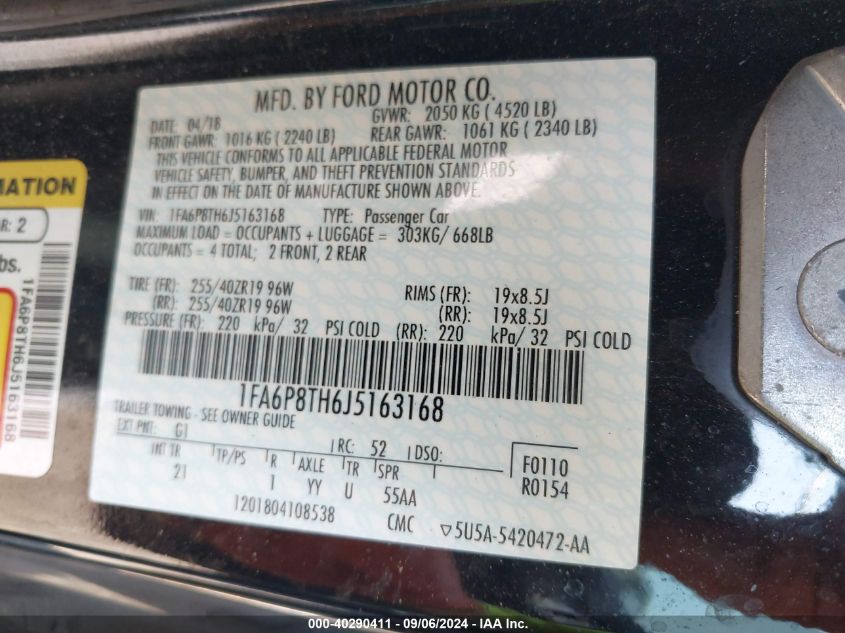 MFD. BY FORD MOTOR CO.
DATE: 04/18 GVWR: 2050 KG ( 4520 LB)
FRONT GAWR: 1016 KG ( 2240 LB) REAR GAWR: 1061 KG ( 2340 LB)
THIS VEHICLE CONFORMS TO ALL APPLICABLE FEDERAL MOTOR
VEHICLE SAFETY, BUMPER, AND THEFT PREVENTION STANDARDS
IN EFFECT ON THE DATE OF MANUFACTURE SHOWN ABOVE.
VIN: 1FA6P8TH6J5163168 TYPE: Passenger Car
MAXIMUM LOAD = OCCUPANTS + LUGGAGE = 303KG/ 668LB
OCCUPANTS = 4 TOTAL; 2 FRONT, 2 REAR
TIRE (FR): 255/40ZR19 96W RIMS (FR): 19x8.5J
(RR): 255/40ZR19 96W (RR): 19x8.5J
PRESSURE (FR): 220 kPa/ 32 PSI COLD (RR): 220 kPa/ 32 PSI COLD
1FA6P8TH6J5163168
TRAILER TOWING - SEE OWNER GUIDE
EXT PNT: G1 RC: 52 DSO:
INT TR TP/PS R AXLE TR SPR
21 1 YY U 55AA
F0110
R0154
1201804108538 CMC ▽5U5A-5420472-AA
MATION
AR: 2
bs.
1FA6P8TH6J5163168
000-40290411 - 09/06/2024 - IAA Inc.